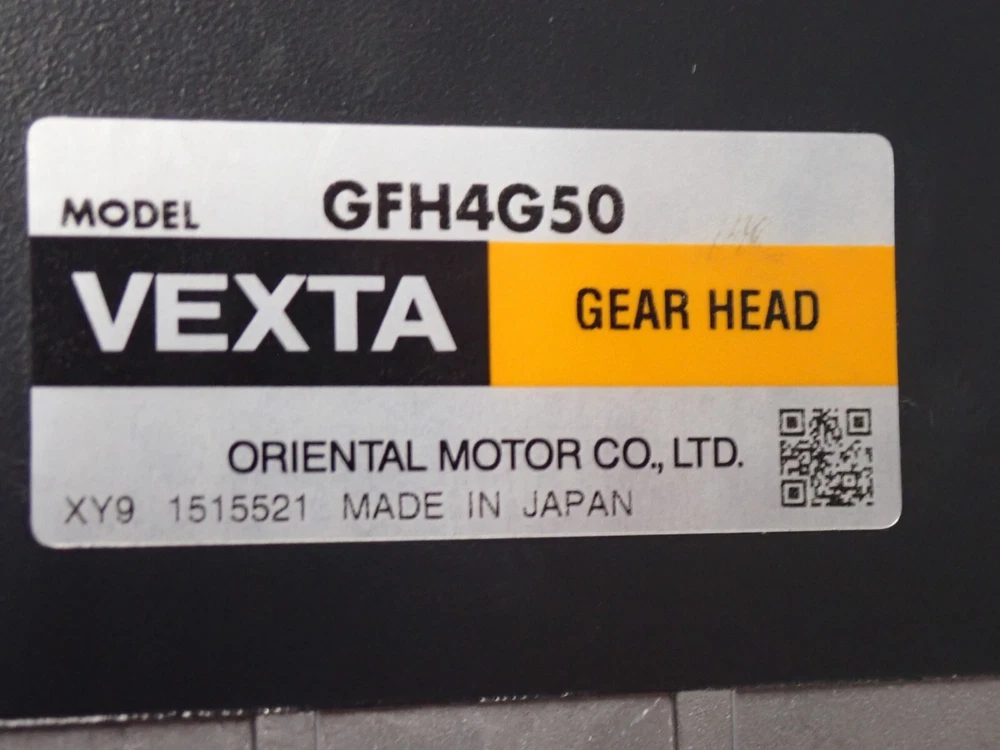 MODEL GFH4G50
VEXTA GEAR HEAD
ORIENTAL MOTOR CO., LTD.
XY9 1515521 MADE IN JAPAN